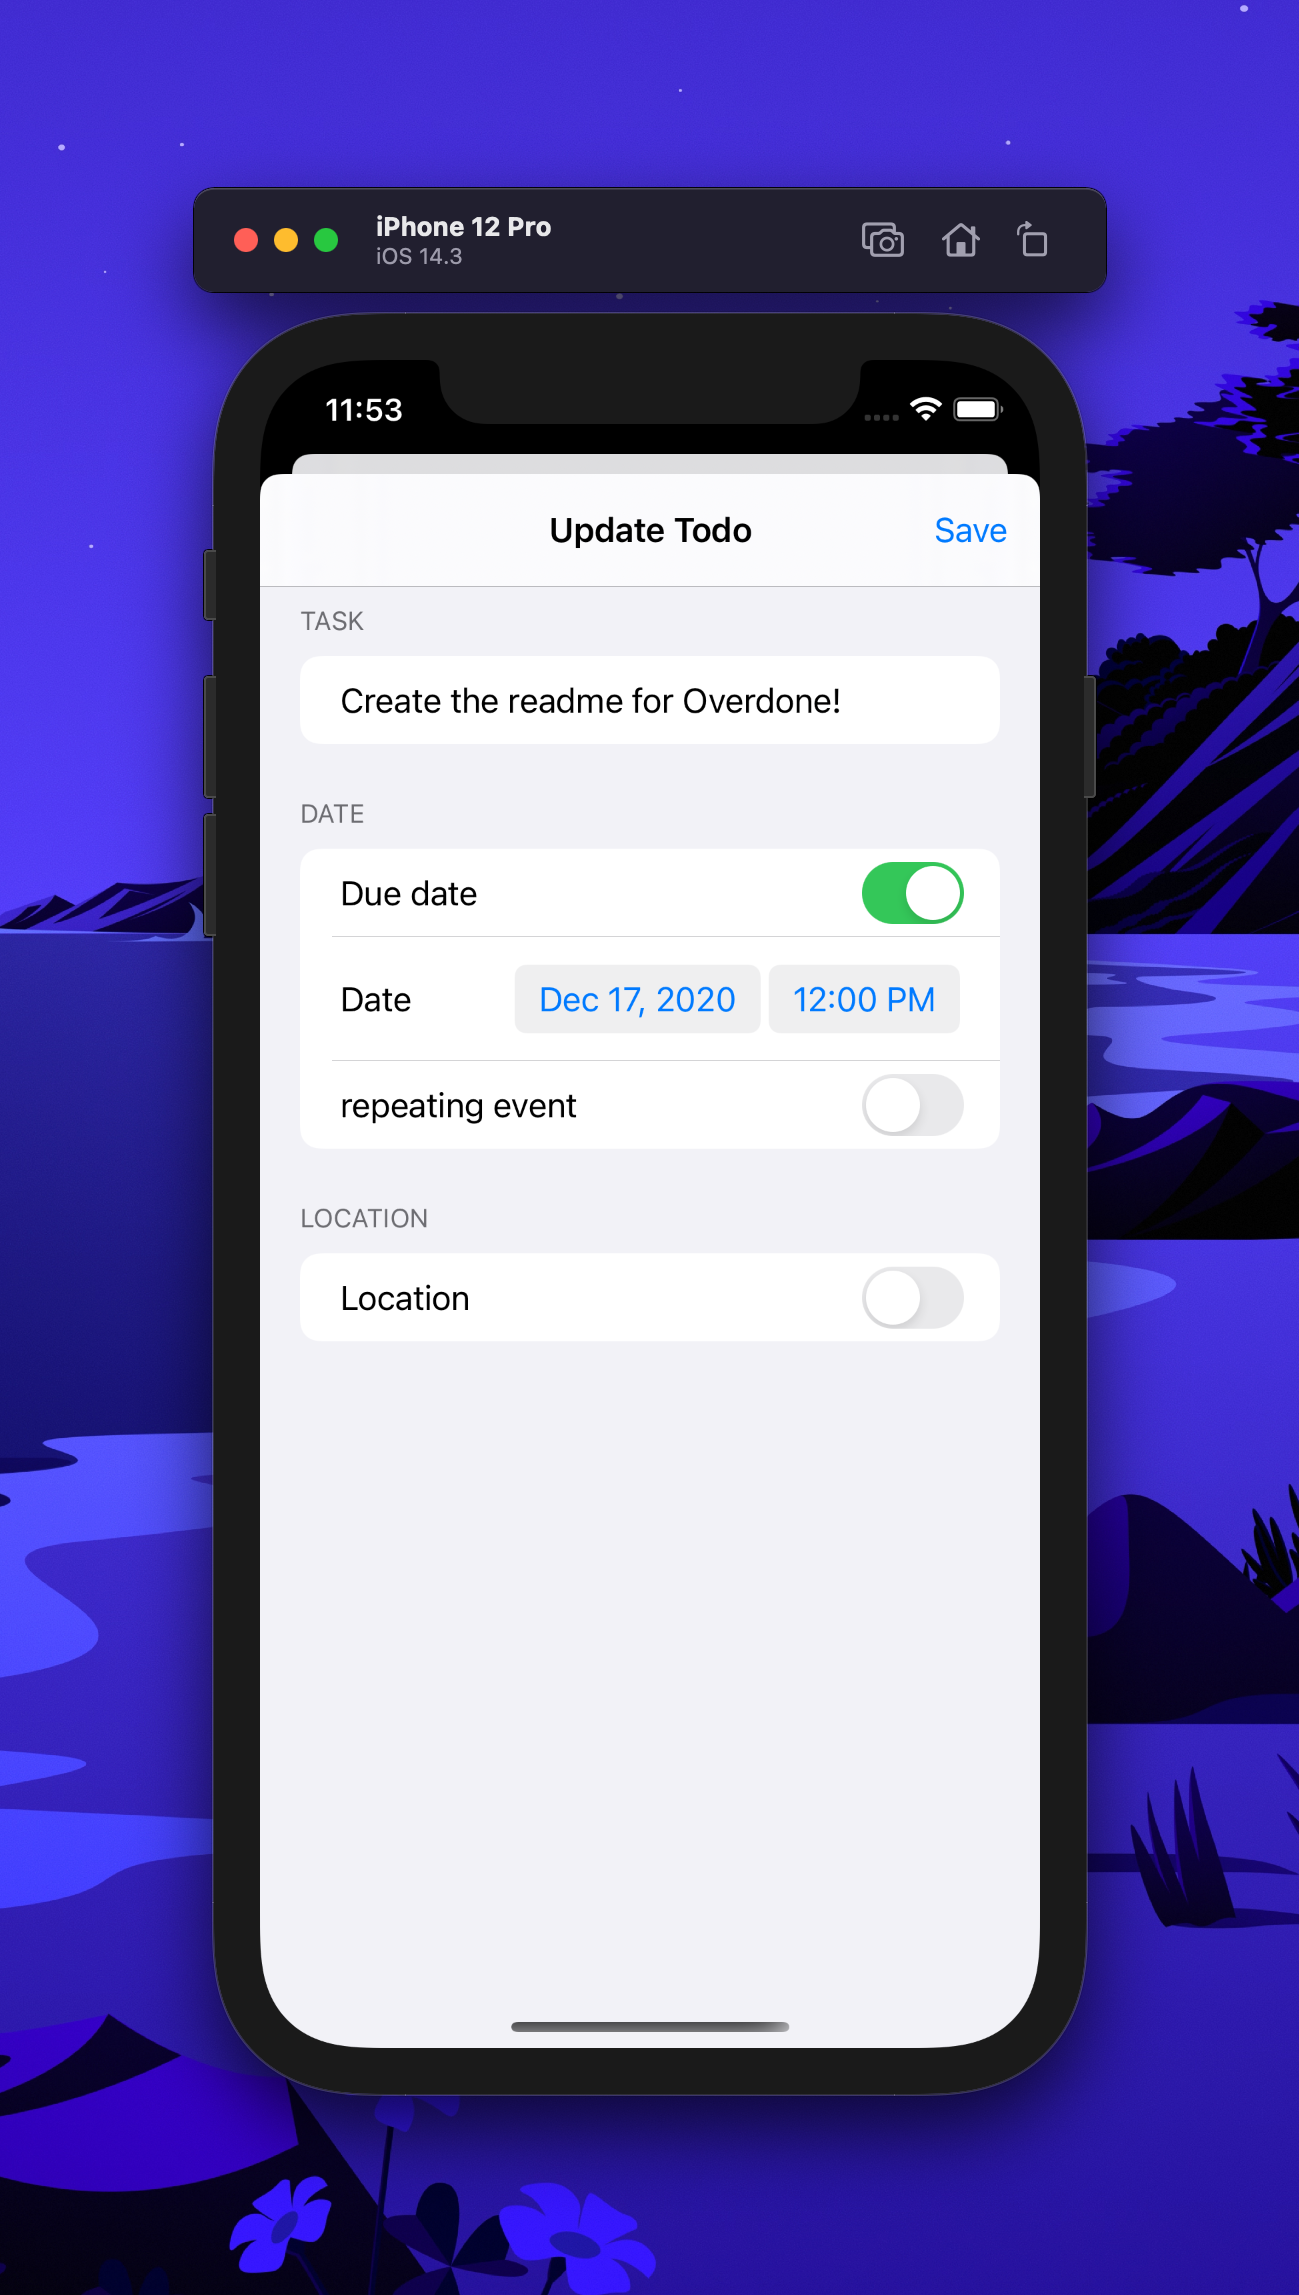 iPhone 12 Pro
iOS 14.3
11:53
Update Todo
Save
TASK
Create the readme for Overdone!
DATE
Due date
Date
Dec 17, 2020
12:00 PM
repeating event
LOCATION
Location